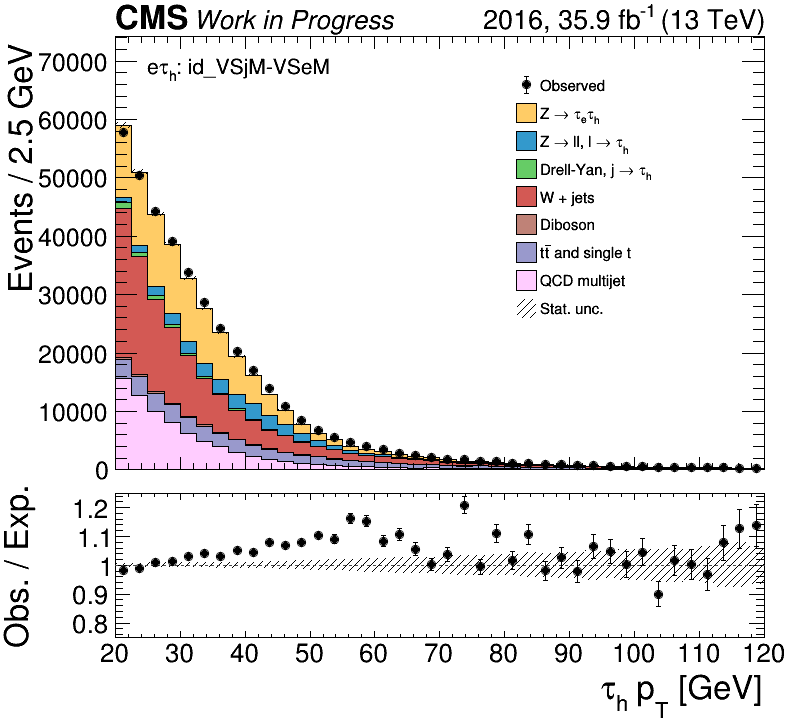 CMS Work in Progress 2016, 35.9 fb⁻¹ (13 TeV)
Events / 2.5 GeV
70000
60000
50000
40000
30000
20000
10000
0
eτₕ: id_VSjM-VSeM
Observed
Z → τₑτₕ
Z → ll, l → τₕ
Drell-Yan, j → τₕ
W + jets
Diboson
tt̄ and single t
QCD multijet
Stat. unc.
Obs. / Exp.
1.2
1.1
1
0.9
0.8
20 30 40 50 60 70 80 90 100 110 120
τₕ p_T [GeV]